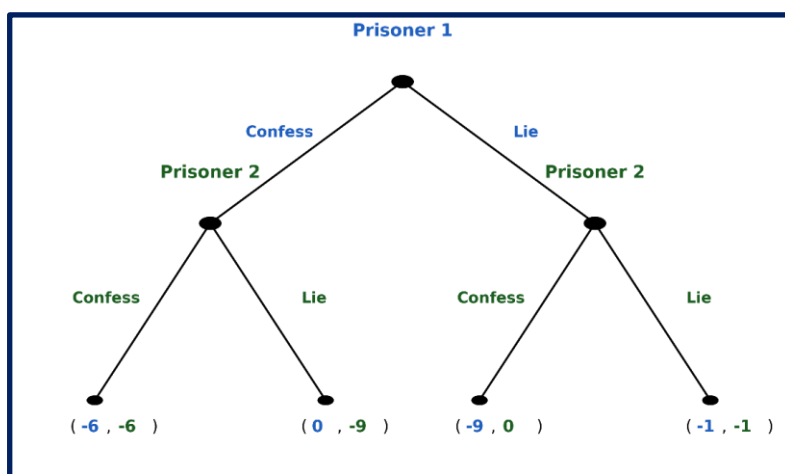 Prisoner 1
Confess
Lie
Prisoner 2
Prisoner 2
Confess
Lie
Confess
Lie
( -6 , -6 )
( 0 , -9 )
( -9 , 0 )
( -1 , -1 )